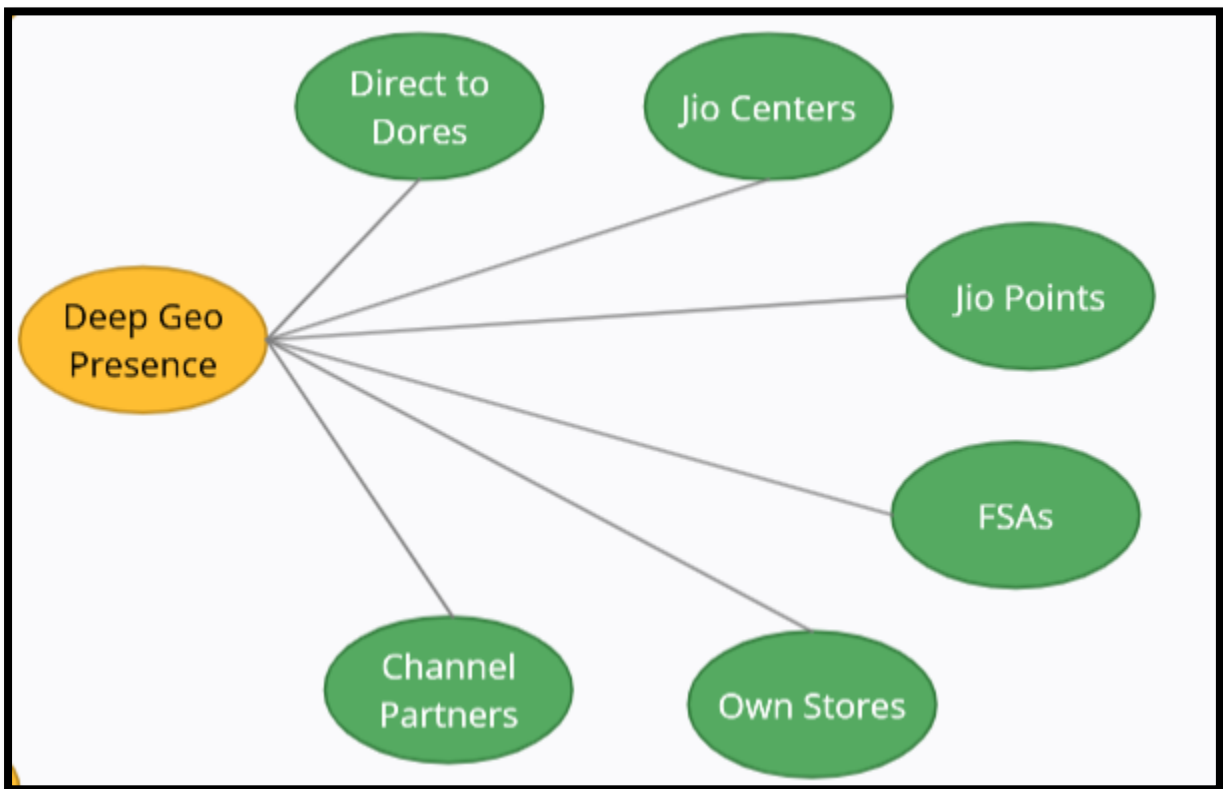 Direct to
Dores
Jio Centers
Jio Points
Deep Geo
Presence
FSAs
Channel
Partners
Own Stores